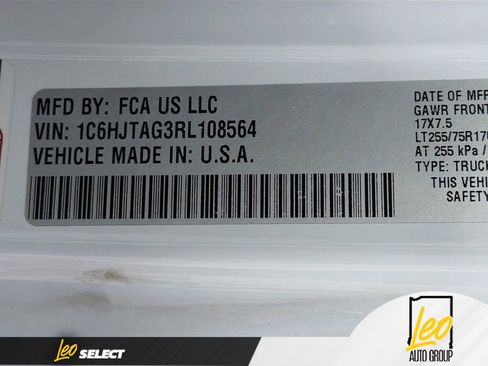 MFD BY: FCA US LLC
VIN: 1C6HJTAG3RL108564
VEHICLE MADE IN: U.S.A.
DATE OF MFR
GAWR FRONT
17X7.5
LT255/75R17
AT 255 kPa /
TYPE: TRUCK
THIS VEHI
SAFETY
Leo SELECT
Leo
AUTO GROUP